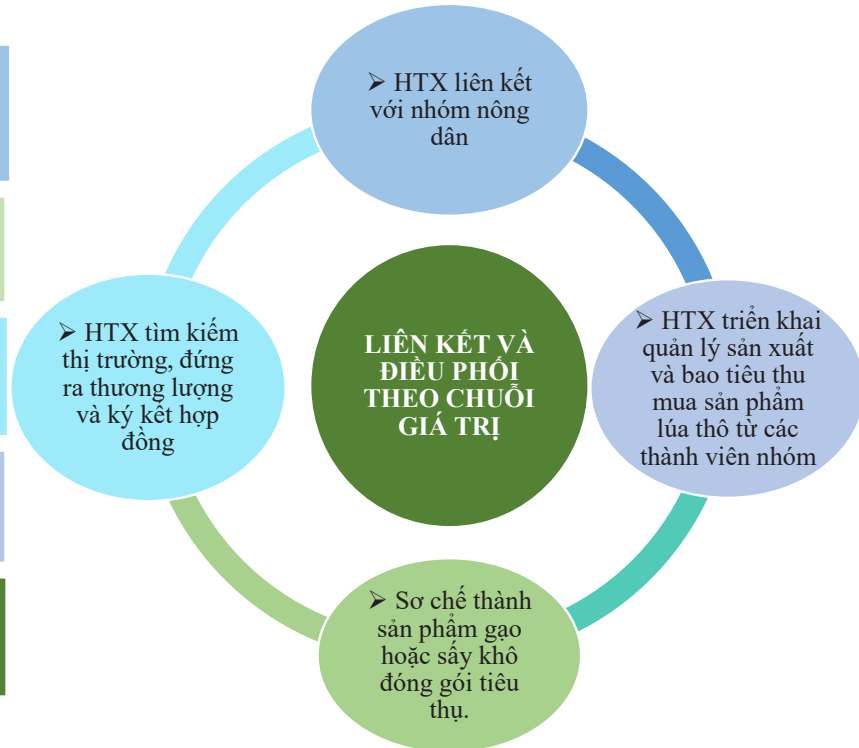 ➢ HTX liên kết
với nhóm nông
dân
➢ HTX tìm kiếm
thị trường, đứng
ra thương lượng
và ký kết hợp
đồng
LIÊN KẾT VÀ
ĐIỀU PHỐI
THEO CHUỖI
GIÁ TRỊ
➢ HTX triển khai
quản lý sản xuất
và bao tiêu thu
mua sản phẩm
lúa thô từ các
thành viên nhóm
➢ Sơ chế thành
sản phẩm gạo
hoặc sấy khô
đóng gói tiêu
thụ.